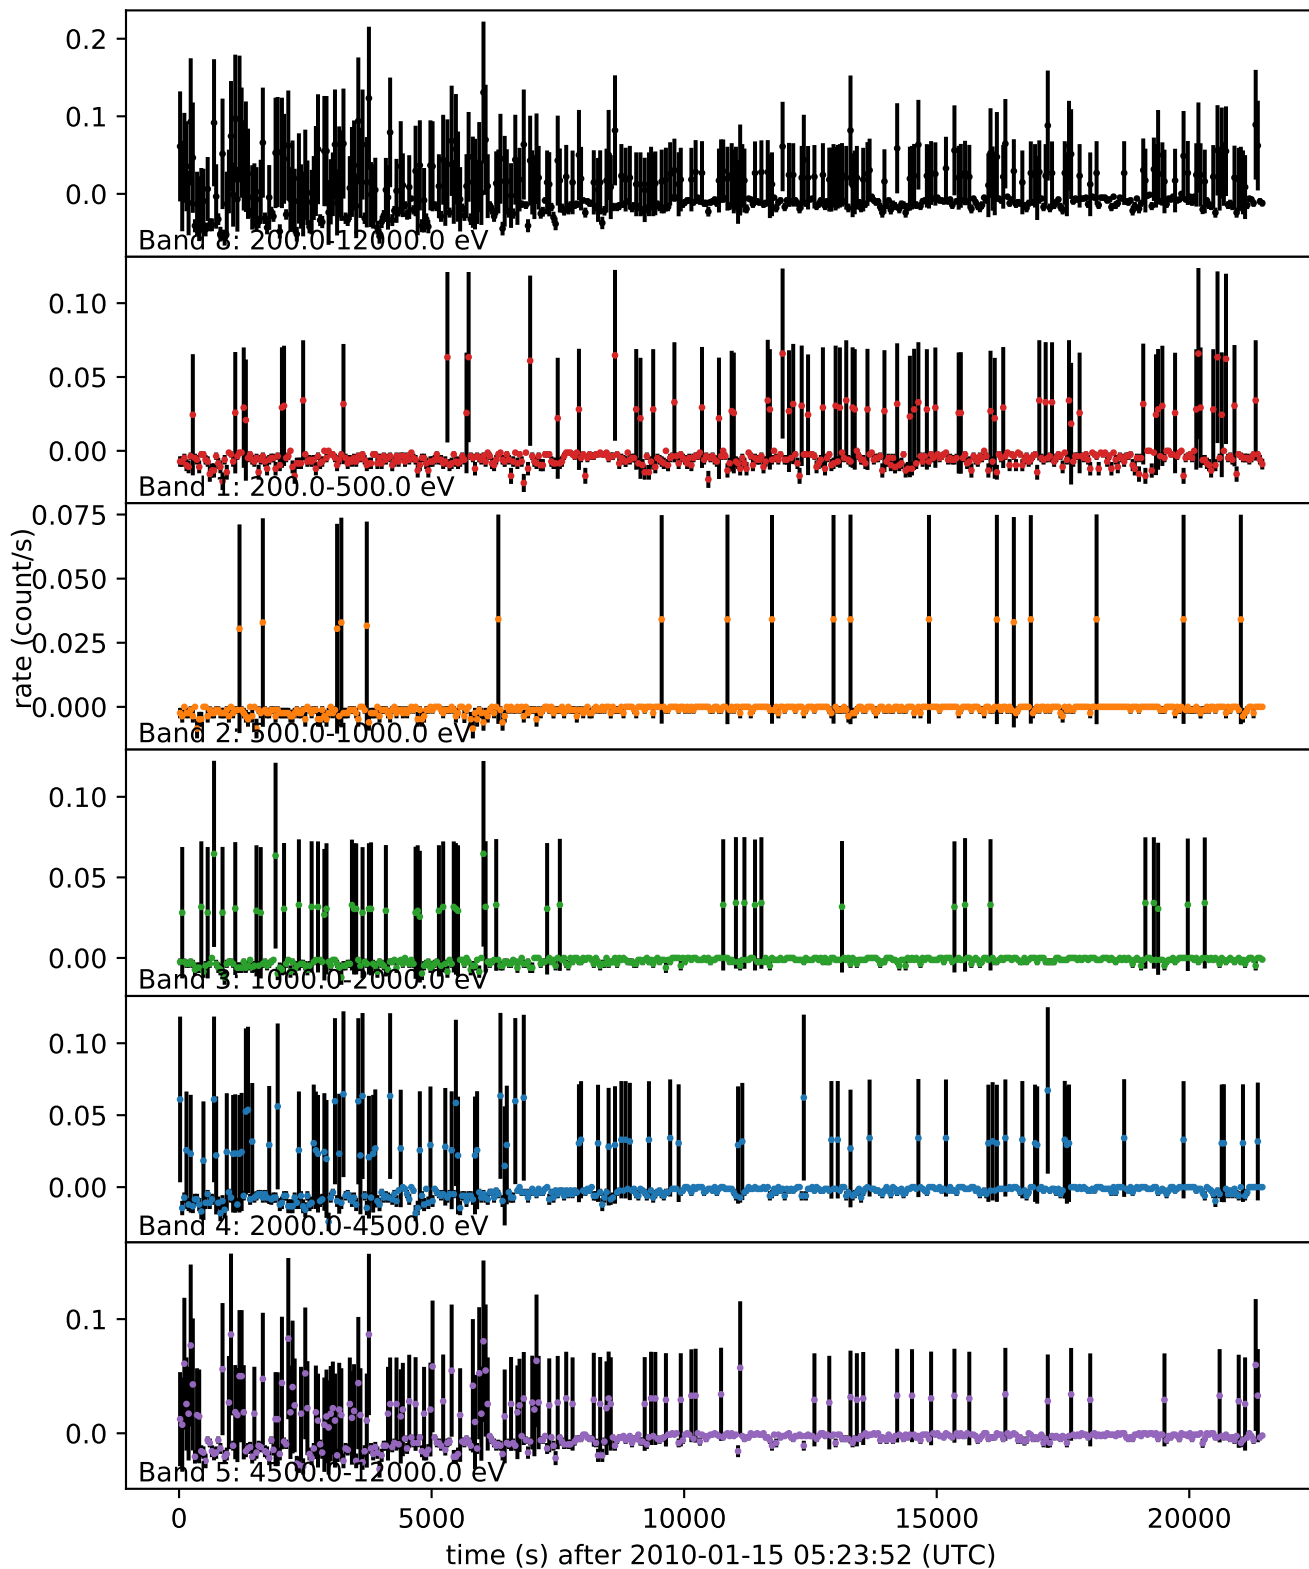 0.2
0.1
0.0
Band 8: 200.0-12000.0 eV
0.10
0.05
0.00
Band 1: 200.0-500.0 eV
rate (count/s)
0.075
0.050
0.025
0.000
Band 2: 500.0-1000.0 eV
0.10
0.05
0.00
Band 3: 1000.0-2000.0 eV
0.10
0.05
0.00
Band 4: 2000.0-4500.0 eV
0.1
0.0
Band 5: 4500.0-12000.0 eV
0 5000 10000 15000 20000
time (s) after 2010-01-15 05:23:52 (UTC)